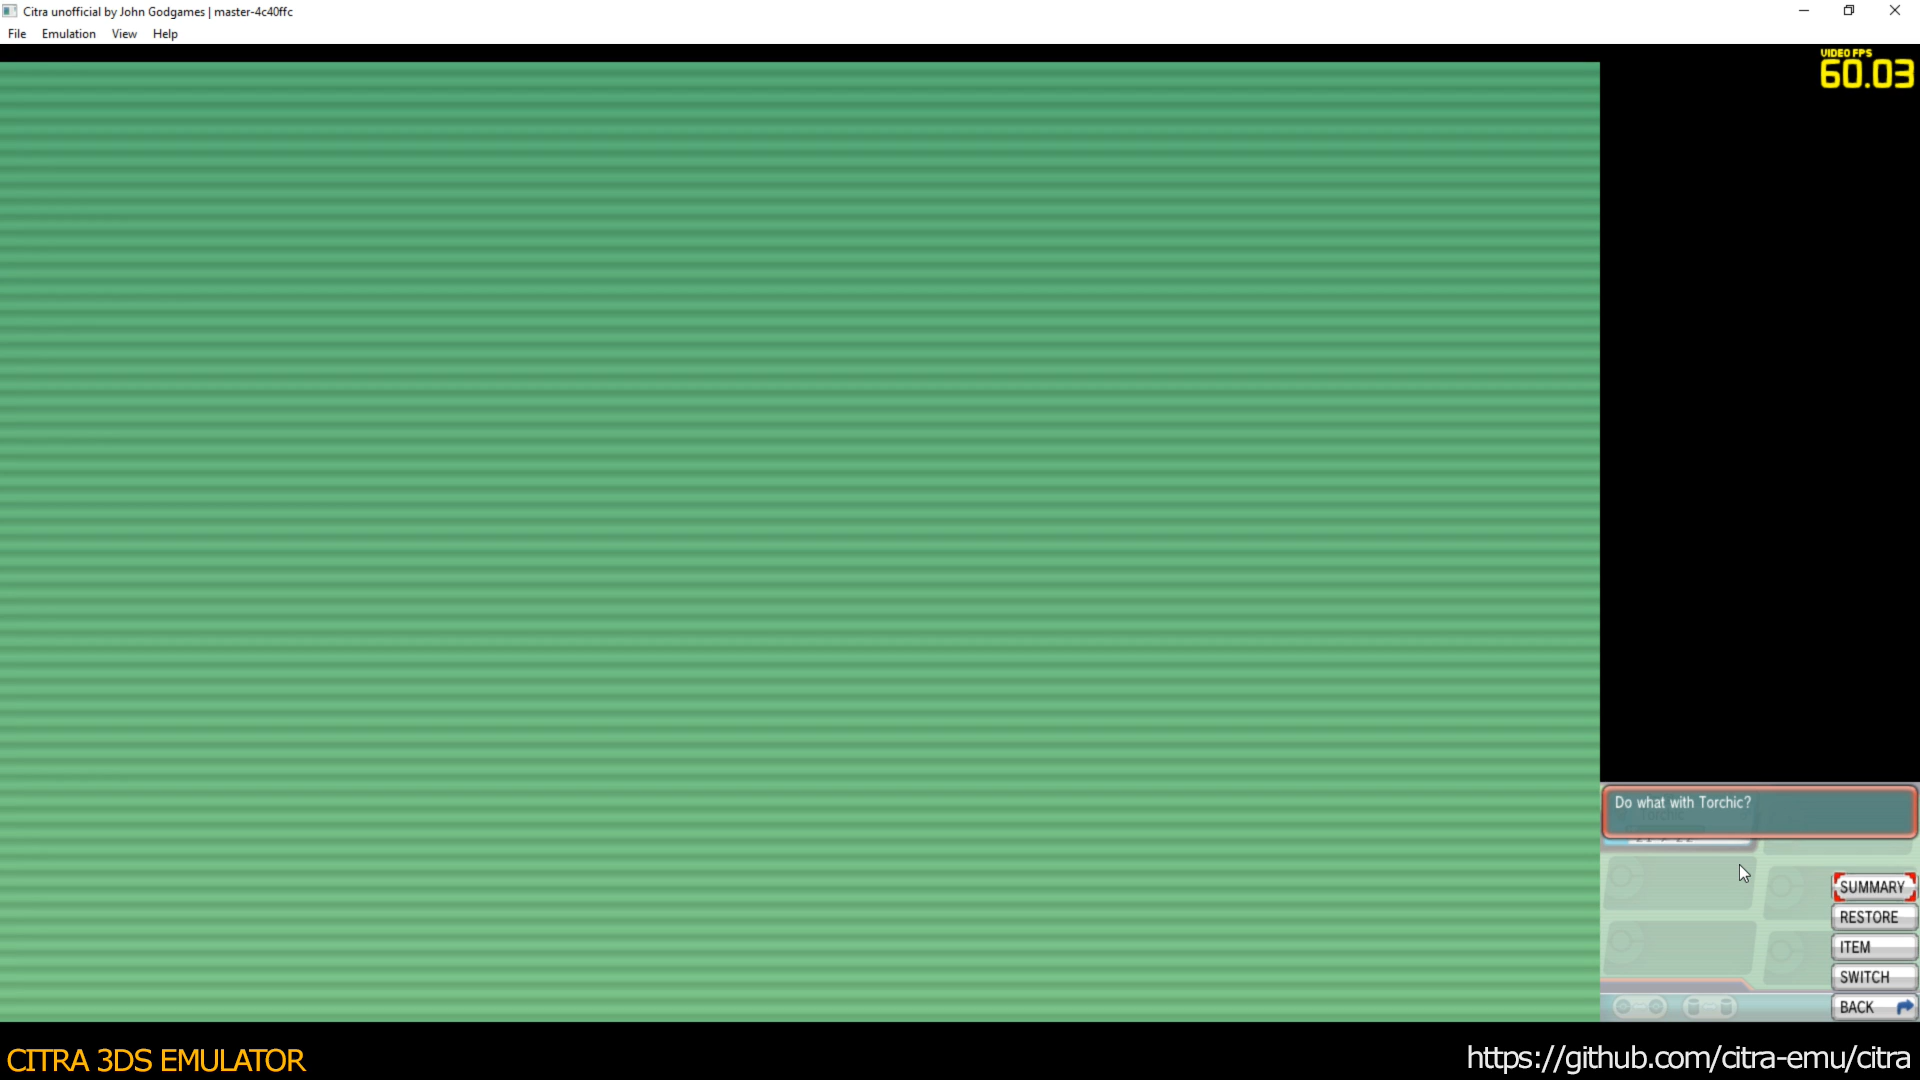 Citra unofficial by John Godgames | master-4c40ffc
File Emulation View Help
VIDEO FPS
60.03
Do what with Torchic?
Torchic
SUMMARY
RESTORE
ITEM
SWITCH
BACK
CITRA 3DS EMULATOR
https://github.com/citra-emu/citra